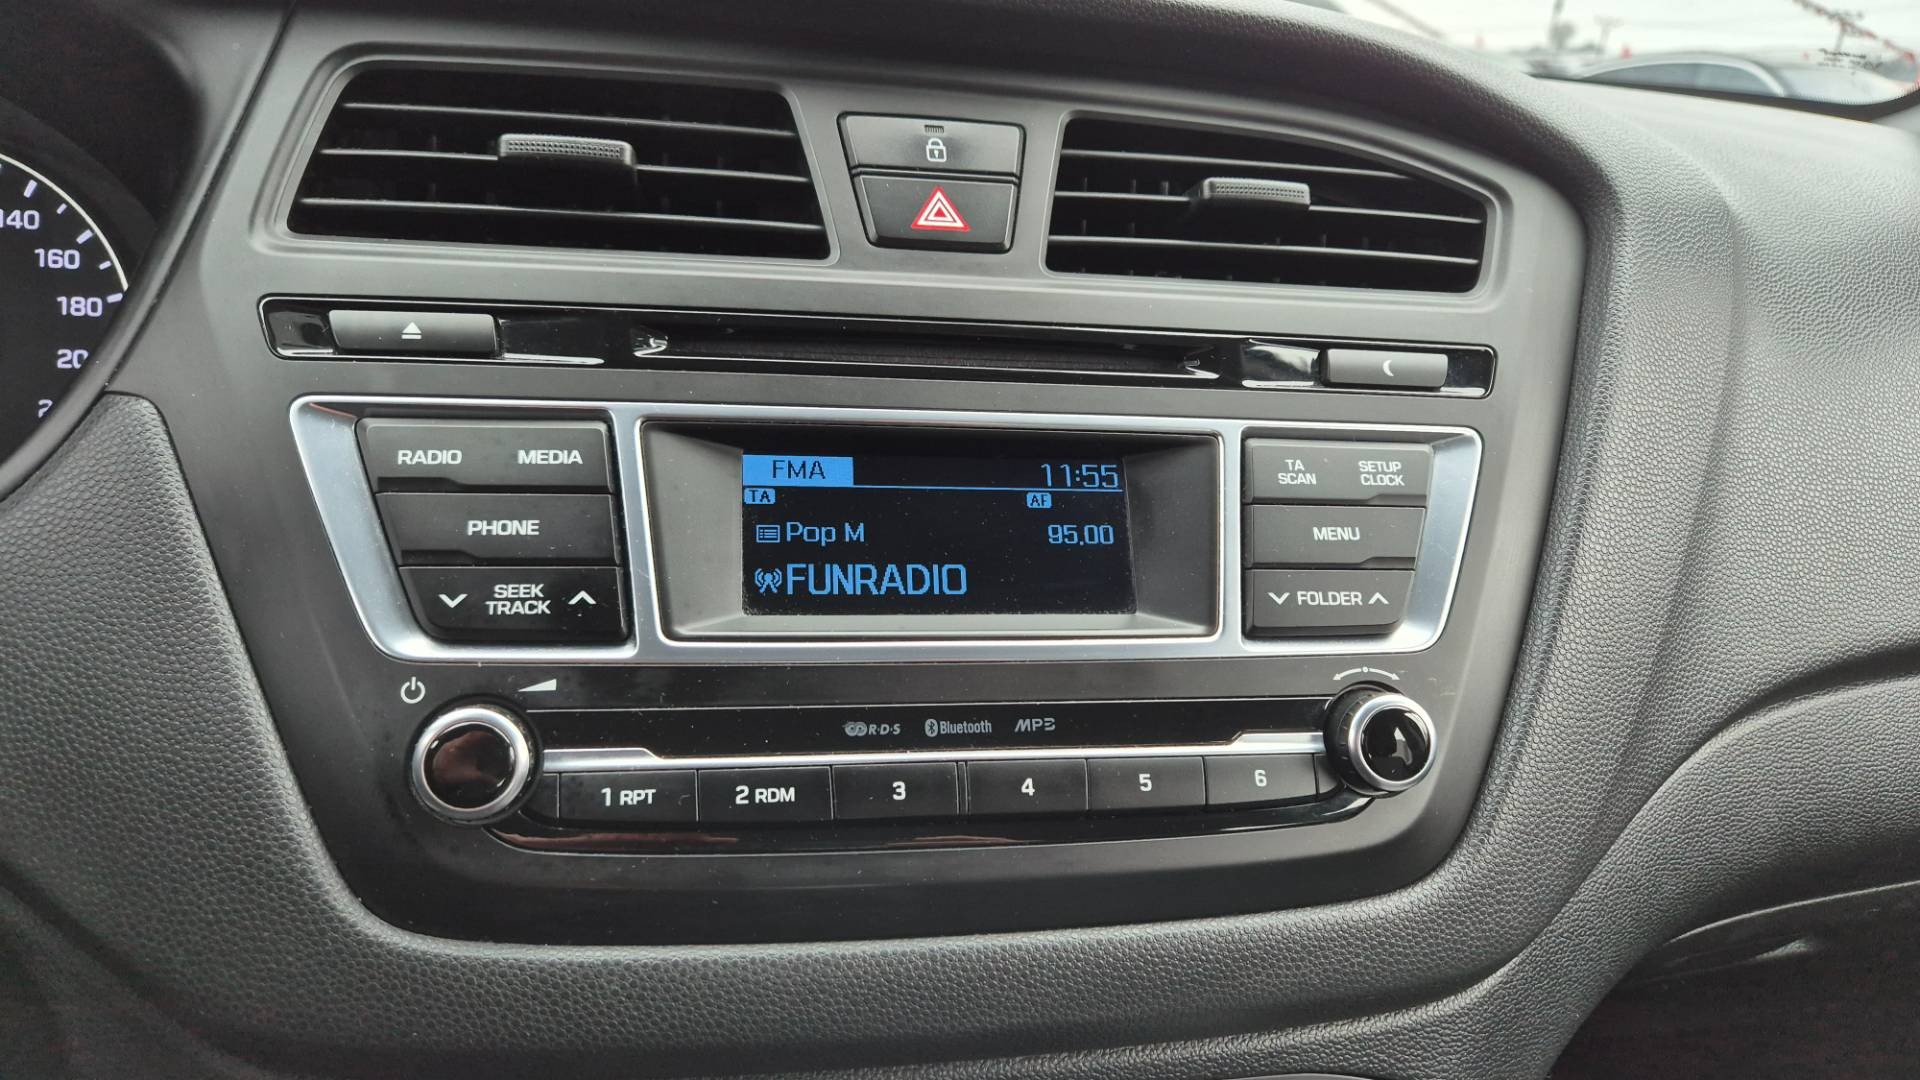 140
160
180
RADIO MEDIA
PHONE
SEEK
TRACK
FMA 11:55
TA AF
Pop M 95.00
FUNRADIO
TA
SCAN
SETUP
CLOCK
MENU
FOLDER
R·D·S Bluetooth MP3
1 RPT 2 RDM 3 4 5 6